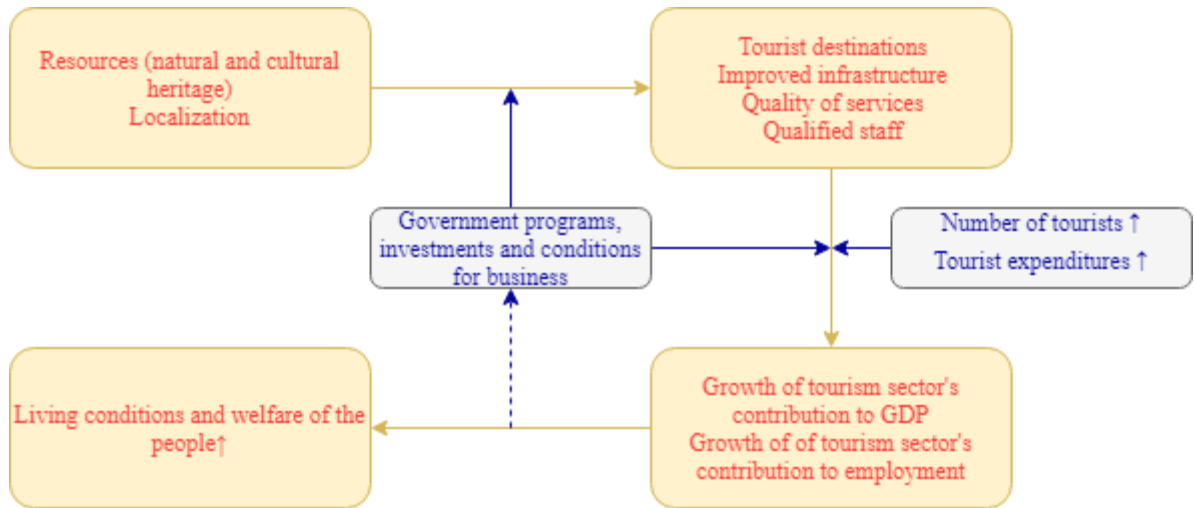 Resources (natural and cultural
heritage)
Localization
Tourist destinations
Improved infrastructure
Quality of services
Qualified staff
Government programs,
investments and conditions
for business
Number of tourists ↑
Tourist expenditures ↑
Living conditions and welfare of the
people↑
Growth of tourism sector's
contribution to GDP
Growth of of tourism sector's
contribution to employment